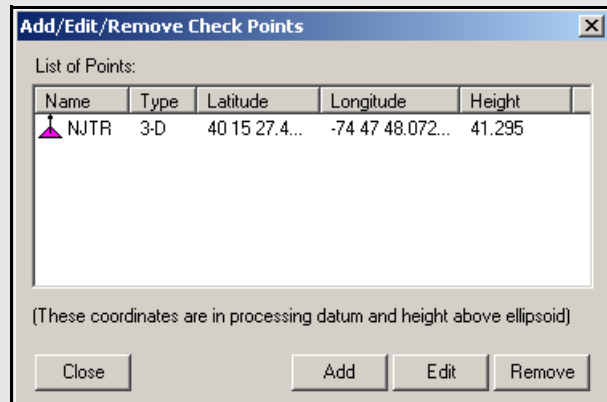 Add/Edit/Remove Check Points
List of Points:
Name Type Latitude Longitude Height
NJTR 3-D 40 15 27.4... -74 47 48.072... 41.295
(These coordinates are in processing datum and height above ellipsoid)
Close Add Edit Remove